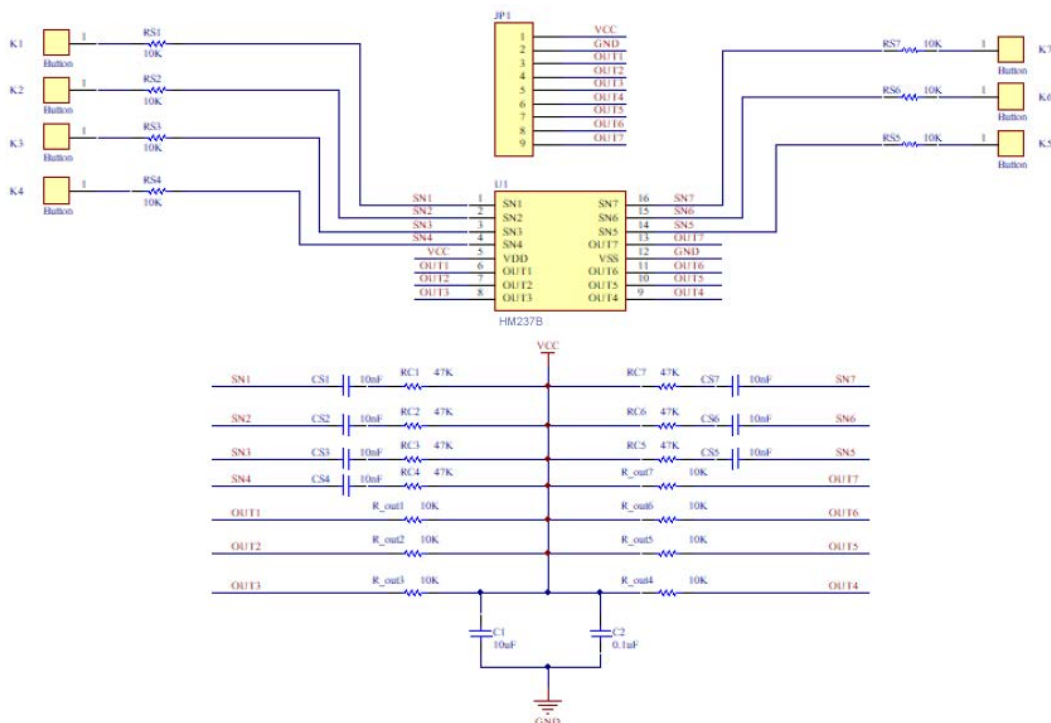 JP1
K1 1 RS1 10K Button
K2 1 RS2 10K Button
K3 1 RS3 10K Button
K4 1 RS4 10K Button
1 VCC
2 GND
3 OUT1
4 OUT2
5 OUT3
6 OUT4
7 OUT5
8 OUT6
9 OUT7
RS7 10K 1 K7 Button
RS6 10K 1 K6 Button
RS5 10K 1 K5 Button
U1
SN1 1 SN1 SN7 16 SN7
SN2 2 SN2 SN6 15 SN6
SN3 3 SN3 SN5 14 SN5
SN4 4 SN4 OUT7 13 OUT7
VCC 5 VDD VSS 12 GND
OUT1 6 OUT1 OUT6 11 OUT6
OUT2 7 OUT2 OUT5 10 OUT5
OUT3 8 OUT3 OUT4 9 OUT4
HM237B
VCC
SN1 CS1 10nF RC1 47K RC7 47K CS7 10nF SN7
SN2 CS2 10nF RC2 47K RC6 47K CS6 10nF SN6
SN3 CS3 10nF RC3 47K RC5 47K CS5 10nF SN5
SN4 CS4 10nF RC4 47K R_out7 10K OUT7
OUT1 R_out1 10K R_out6 10K OUT6
OUT2 R_out2 10K R_out5 10K OUT5
OUT3 R_out3 10K R_out4 10K OUT4
C1 C2
10uF 0.1uF
GND